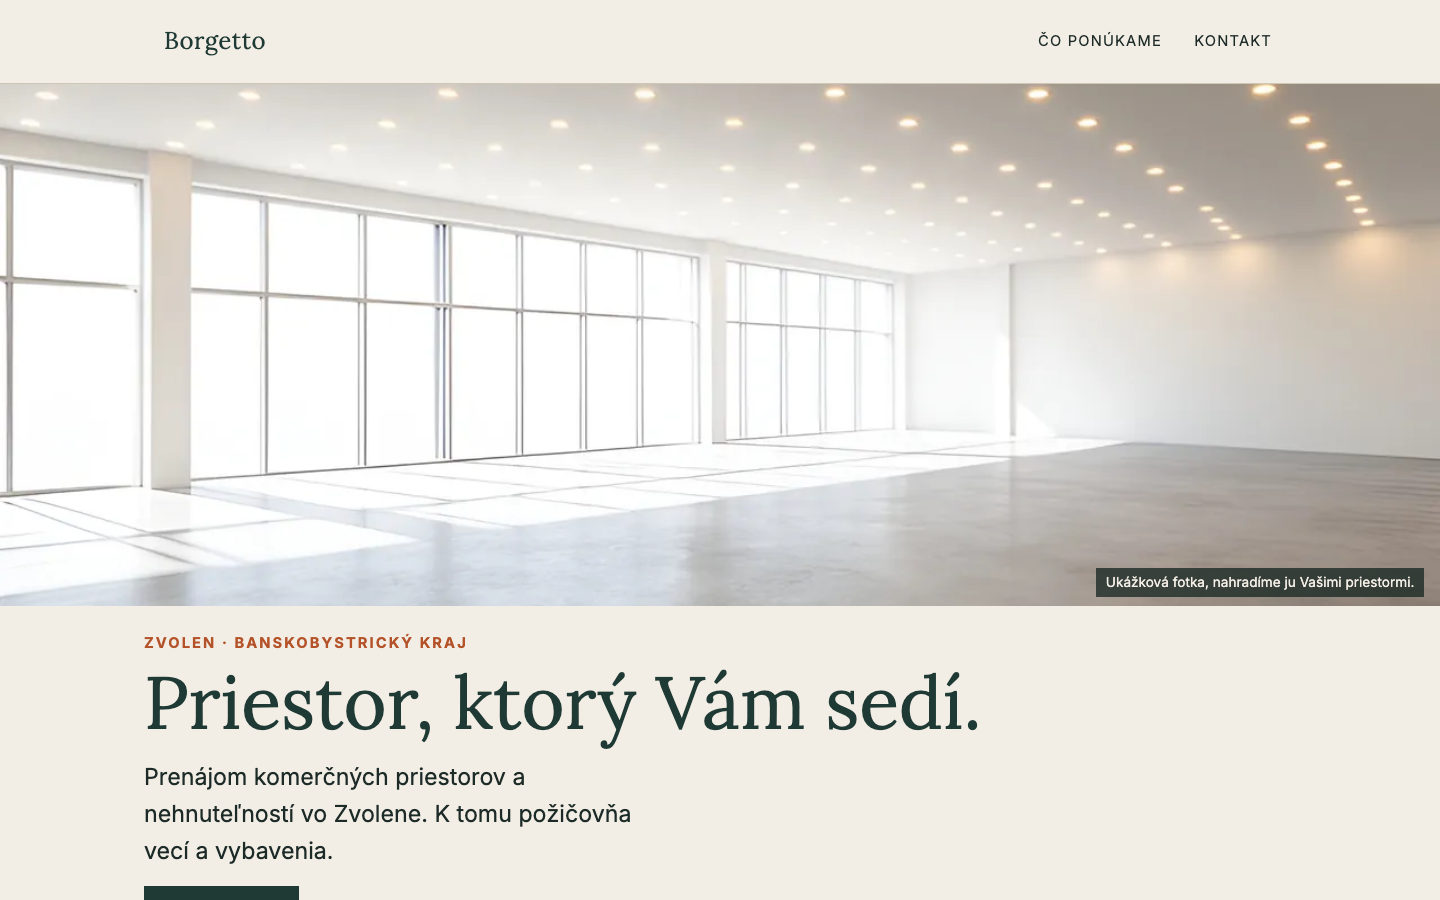 Borgetto
ČO PONÚKAME
KONTAKT
Ukážková fotka, nahradíme ju Vašimi priestormi.
ZVOLEN · BANSKOBYSTRICKÝ KRAJ
Priestor, ktorý Vám sedí.
Prenájom komerčných priestorov a
nehnuteľností vo Zvolene. K tomu požičovňa
vecí a vybavenia.